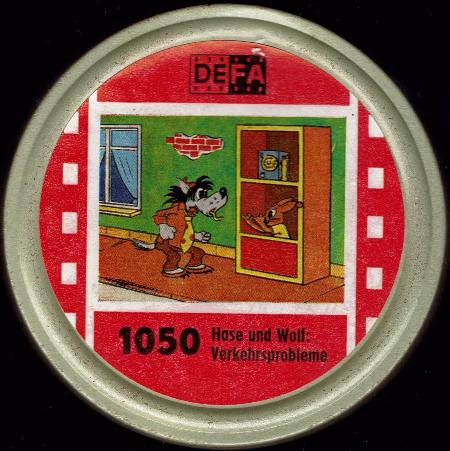 DEFA
1050 Hase und Wolf:
Verkehrsprobleme